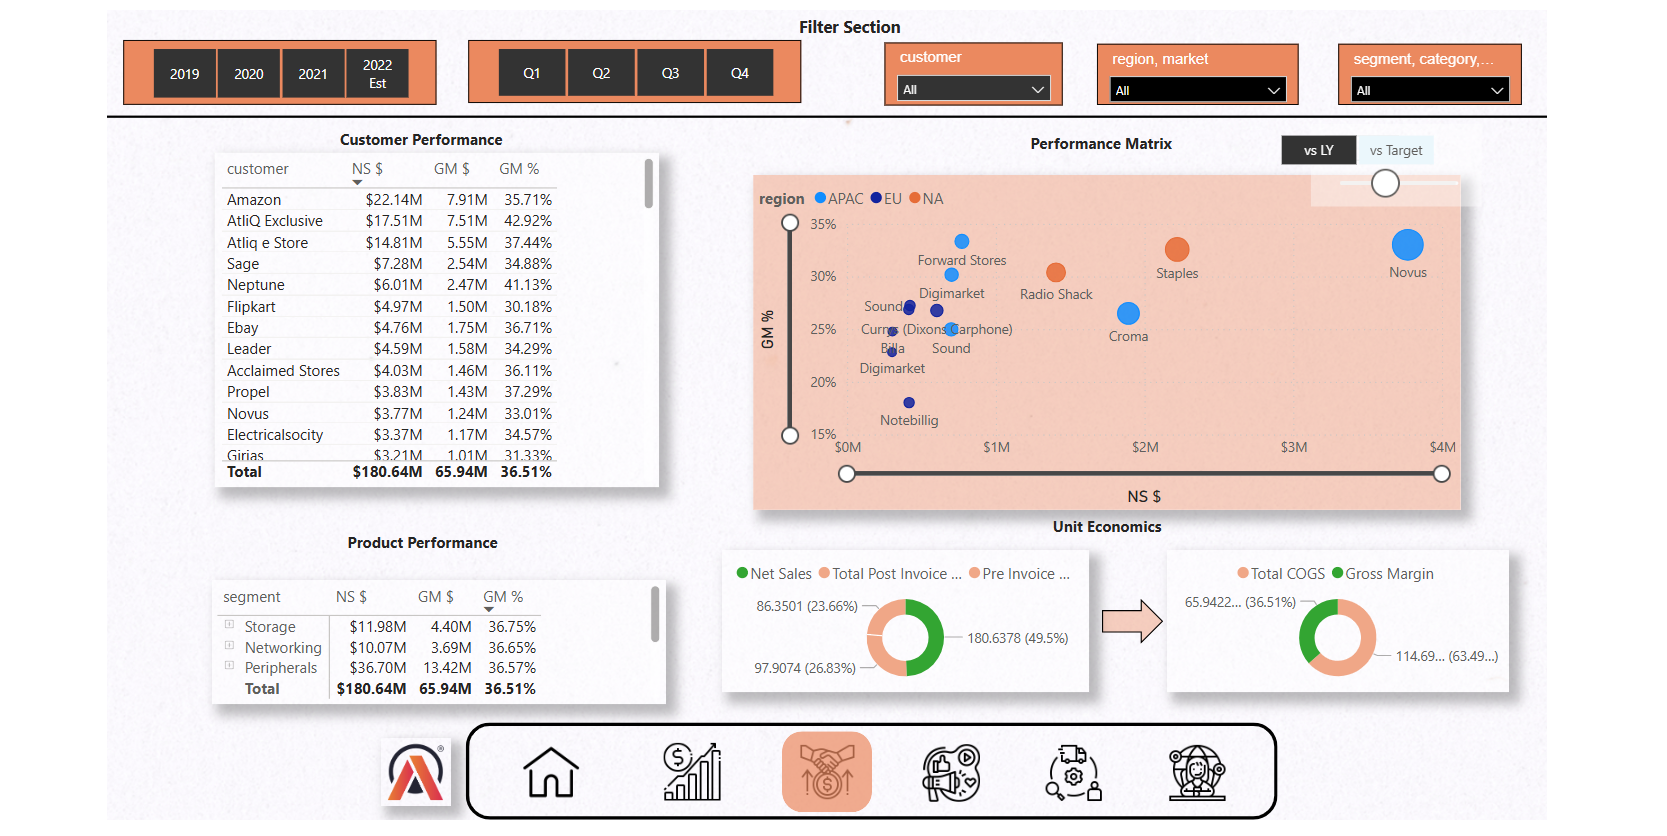 Filter Section
2019 2020 2021 2022 Est
Q1 Q2 Q3 Q4
customer
All
region, market
All
segment, category,...
All
Customer Performance
customer NS $ GM $ GM %
Amazon $22.14M 7.91M 35.71%
AtliQ Exclusive $17.51M 7.51M 42.92%
Atliq e Store $14.81M 5.55M 37.44%
Sage $7.28M 2.54M 34.88%
Neptune $6.01M 2.47M 41.13%
Flipkart $4.97M 1.50M 30.18%
Ebay $4.76M 1.75M 36.71%
Leader $4.59M 1.58M 34.29%
Acclaimed Stores $4.03M 1.46M 36.11%
Propel $3.83M 1.43M 37.29%
Novus $3.77M 1.24M 33.01%
Electricalsocity $3.37M 1.17M 34.57%
Girias $3.21M 1.01M 31.33%
Total $180.64M 65.94M 36.51%
Performance Matrix
vs LY vs Target
region APAC EU NA
GM %
35%
30%
25%
20%
15%
Forward Stores
Digimarket
Sound
Curnys (Dixons Carphone)
Billa
Sound
Digimarket
Notebillig
Radio Shack
Staples
Croma
Novus
$0M $1M $2M $3M $4M
NS $
Product Performance
segment NS $ GM $ GM %
Storage $11.98M 4.40M 36.75%
Networking $10.07M 3.69M 36.65%
Peripherals $36.70M 13.42M 36.57%
Total $180.64M 65.94M 36.51%
Unit Economics
Net Sales Total Post Invoice ... Pre Invoice ...
86.3501 (23.66%)
180.6378 (49.5%)
97.9074 (26.83%)
Total COGS Gross Margin
65.9422... (36.51%)
114.69... (63.49...)